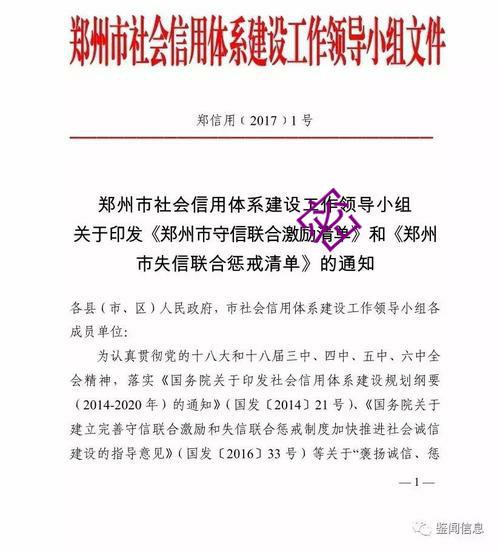 郑州市社会信用体系建设工作领导小组文件
郑信用〔2017〕1号
郑州市社会信用体系建设工作领导小组
关于印发《郑州市守信联合激励清单》和《郑州
市失信联合惩戒清单》的通知
各县（市、区）人民政府，市社会信用体系建设工作领导小组各
成员单位：
为认真贯彻党的十八大和十八届三中、四中、五中、六中全
会精神，落实《国务院关于印发社会信用体系建设规划纲要
（2014-2020年）的通知》（国发〔2014〕21号）、《国务院关于
建立完善守信联合激励和失信联合惩戒制度加快推进社会诚信
建设的指导意见》（国发〔2016〕33号）等关于“褒扬诚信、惩
—1—
鉴闻信息